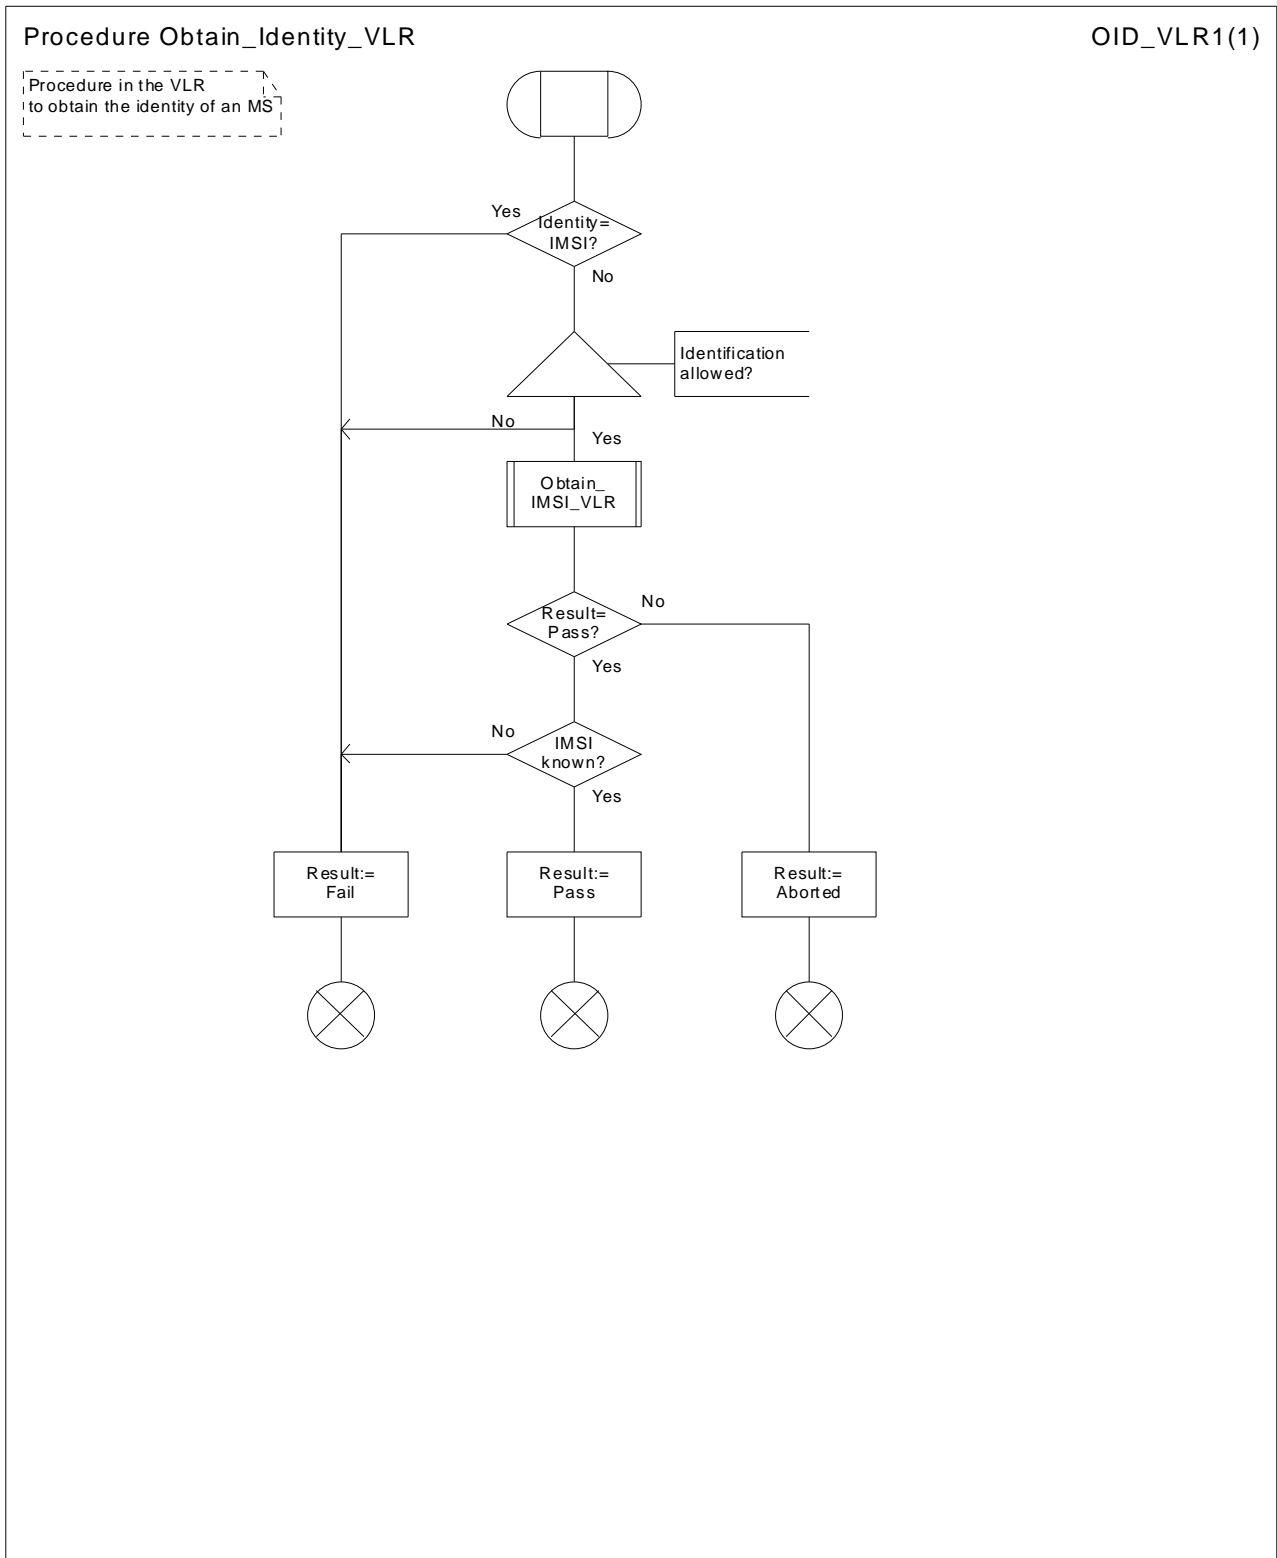 Procedure Obtain_Identity_VLR
OID_VLR1(1)
Procedure in the VLR
to obtain the identity of an MS
Yes
Identity=
IMSI?
No
Identification
allowed?
No
Yes
Obtain_
IMSI_VLR
Result=
Pass?
No
Yes
No
IMSI
known?
Yes
Result:=
Fail
Result:=
Pass
Result:=
Aborted